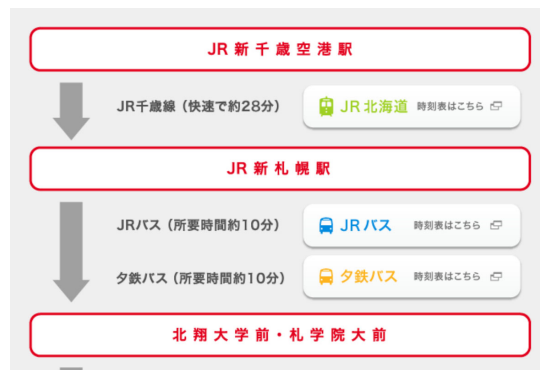 JR新千歳空港駅
JR千歳線（快速で約28分）
JR北海道 時刻表はこちら
JR新札幌駅
JRバス（所要時間約10分）
JRバス 時刻表はこちら
夕鉄バス（所要時間約10分）
夕鉄バス 時刻表はこちら
北翔大学前・札学院大前